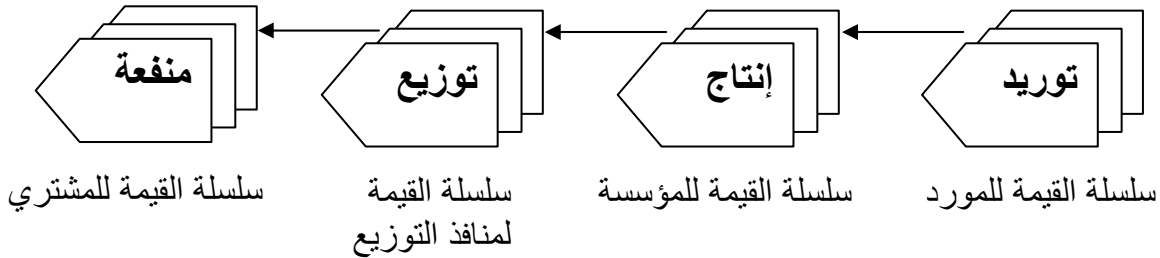 توريد
إنتاج
توزيع
منفعة
سلسلة القيمة للمورد
سلسلة القيمة للمؤسسة
سلسلة القيمة
لمنافذ التوزيع
سلسلة القيمة للمشتري